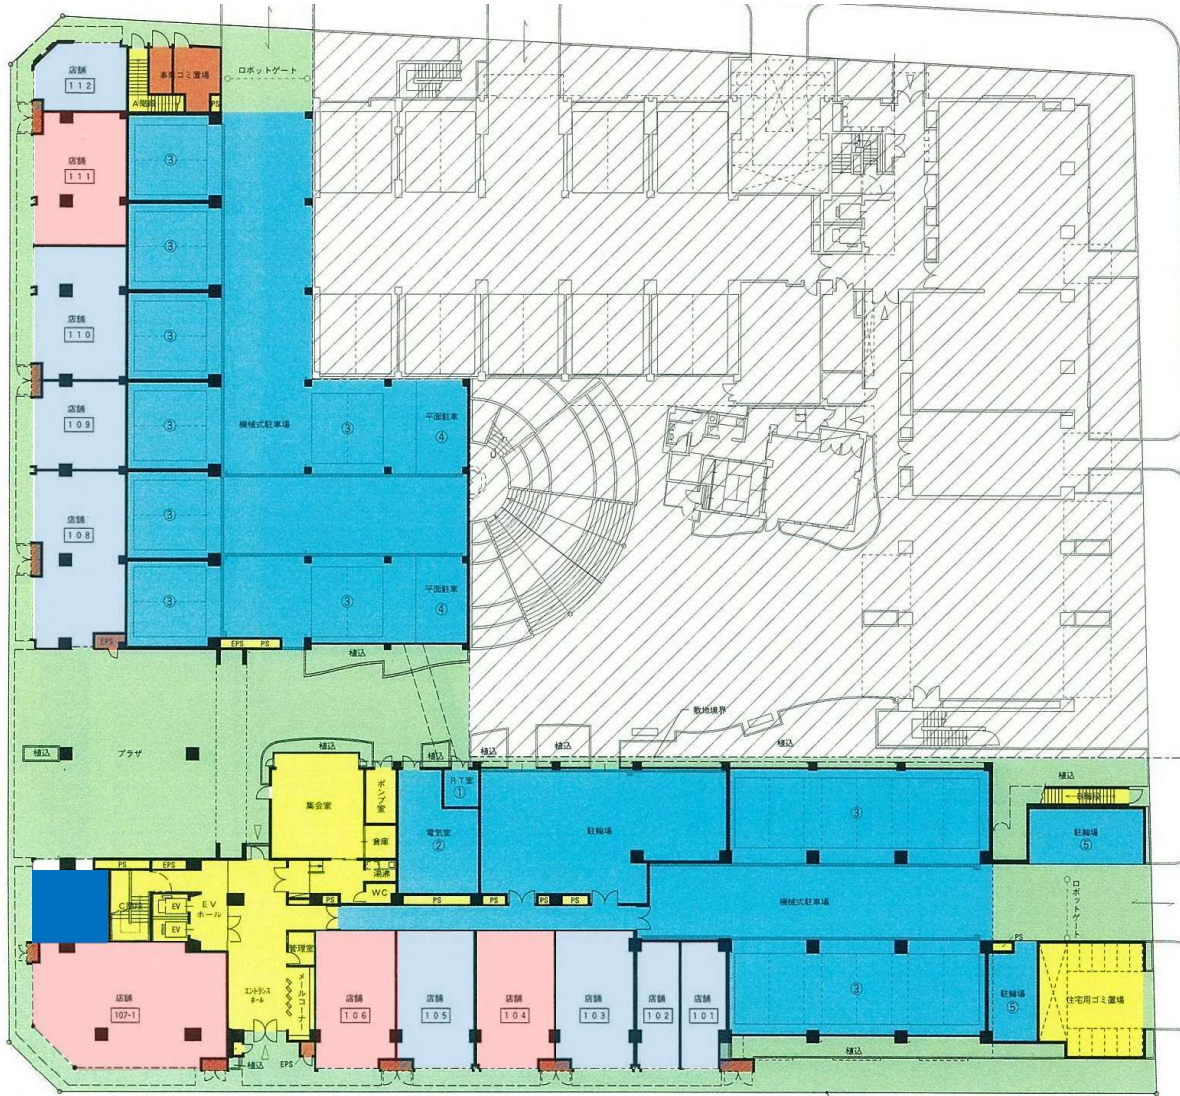 店舗
112
A階段
事業ゴミ置場
PS
ロボットゲート
店舗
111
③
③
店舗
110
③
店舗
109
③
機械式駐車場
③
平面駐車
④
店舗
108
③
③
③
平面駐車
④
EPS
EPS PS
植込
敷地境界
植込
プラザ
植込
植込
植込
植込
植込
集会室
ポンプ室
倉庫
湯沸
WC
RT室
①
電気室
②
駐輪場
③
B階段
駐輪場
⑤
PS
EPS
C階段
EV
EV
EV
ホール
PS
PS
PS
PS
PS
機械式駐車場
ロボットゲート
管理室
エントランス
ホール
メールコーナー
店舗
107-1
店舗
106
店舗
105
店舗
104
店舗
103
店舗
102
店舗
101
③
PS
駐輪場
⑤
住宅用ゴミ置場
植込
EPS
植込